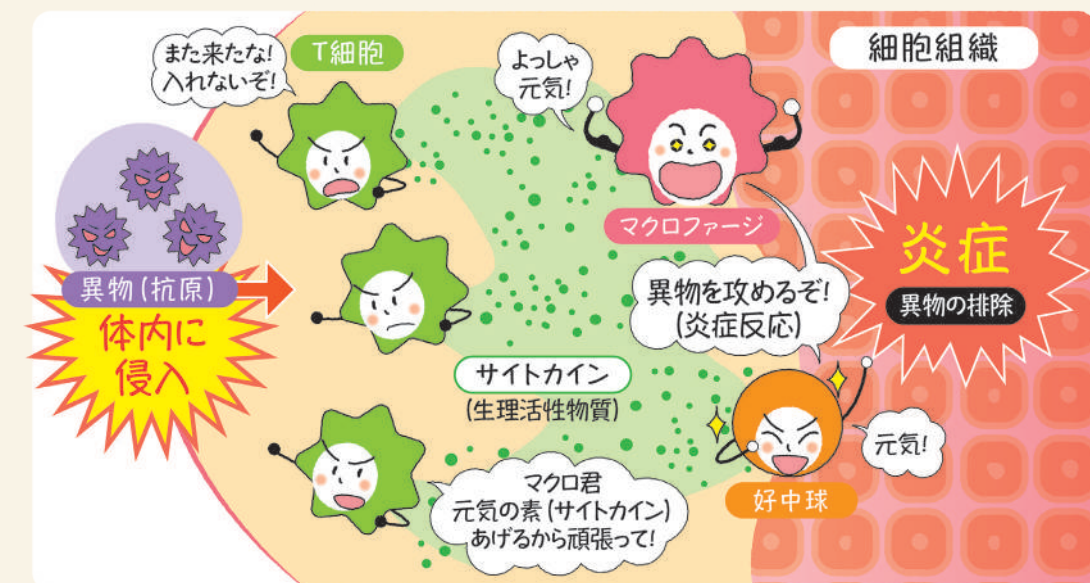 また来たな!
入れないぞ!
T細胞
よっしゃ
元気!
細胞組織
マクロファージ
異物(抗原)
体内に
侵入
異物を攻めるぞ!
(炎症反応)
炎症
異物の排除
サイトカイン
(生理活性物質)
マクロ君
元気の素(サイトカイン)
あげるから頑張って!
元気!
好中球